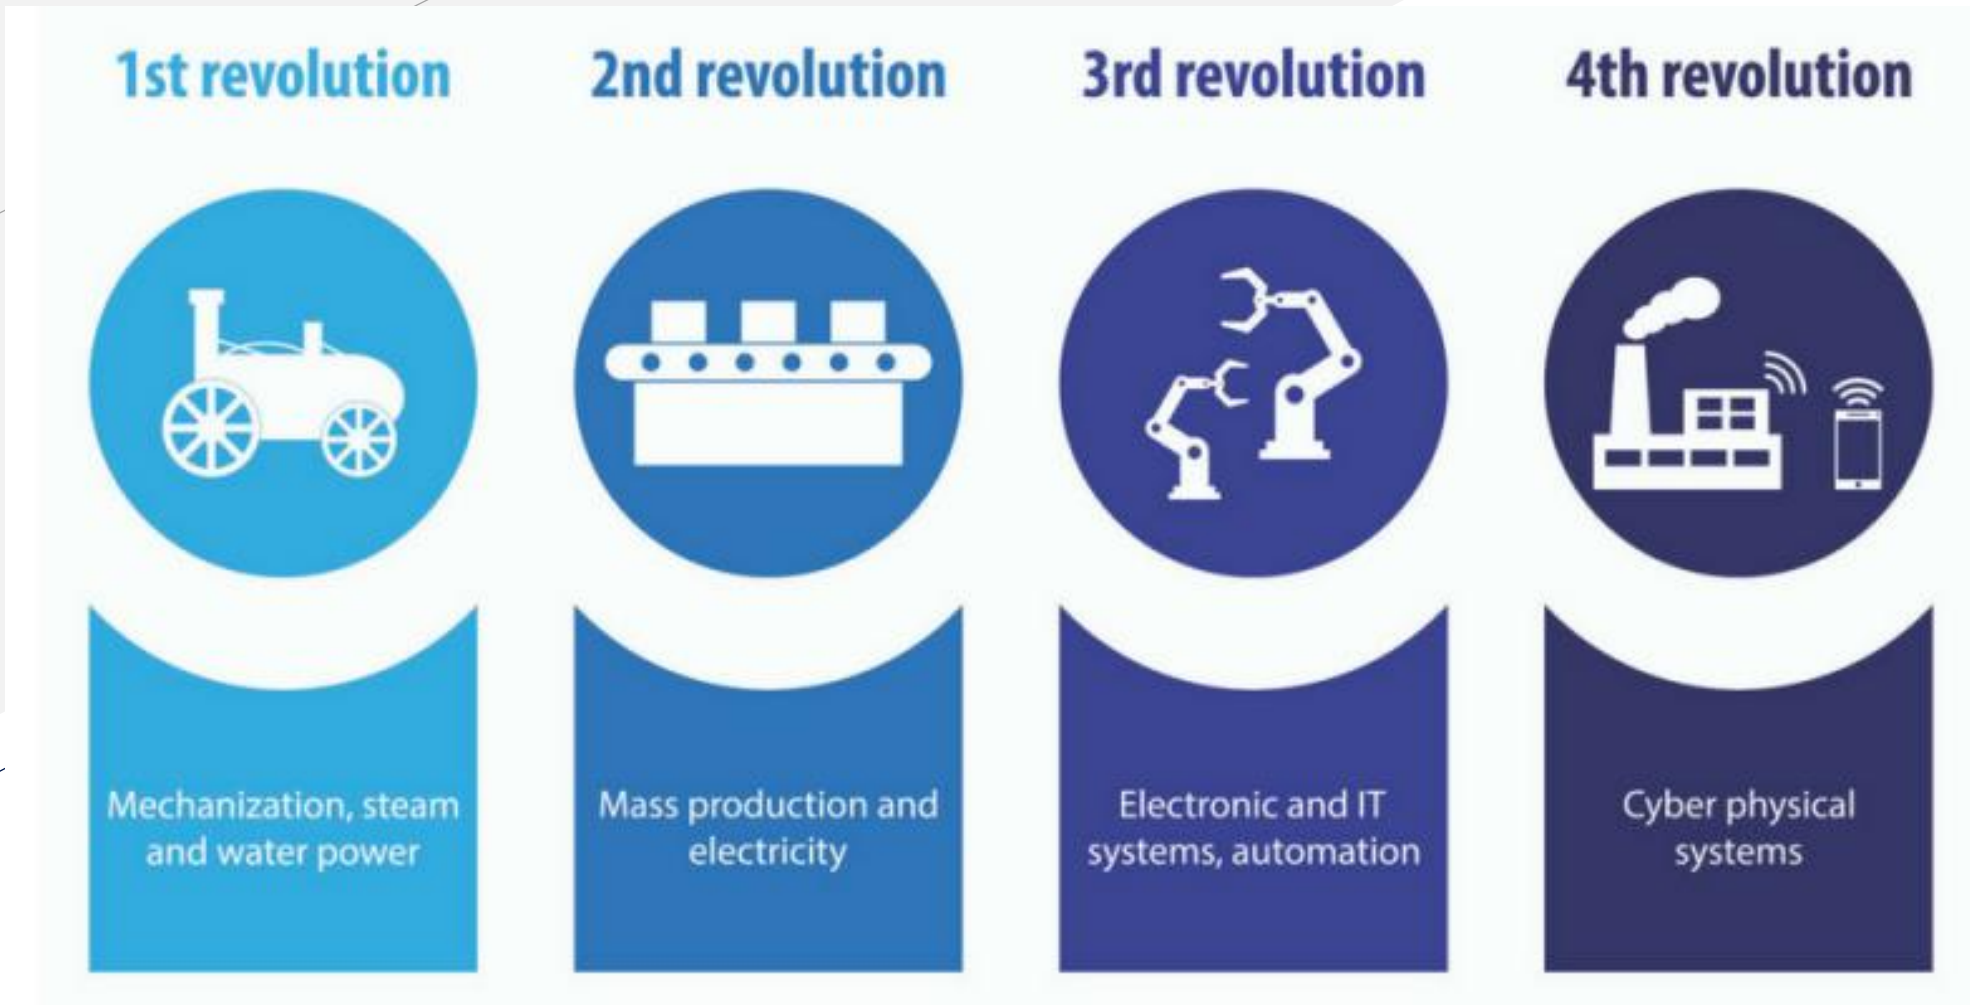 1st revolution
2nd revolution
3rd revolution
4th revolution
Mechanization, steam
and water power
Mass production and
electricity
Electronic and IT
systems, automation
Cyber physical
systems